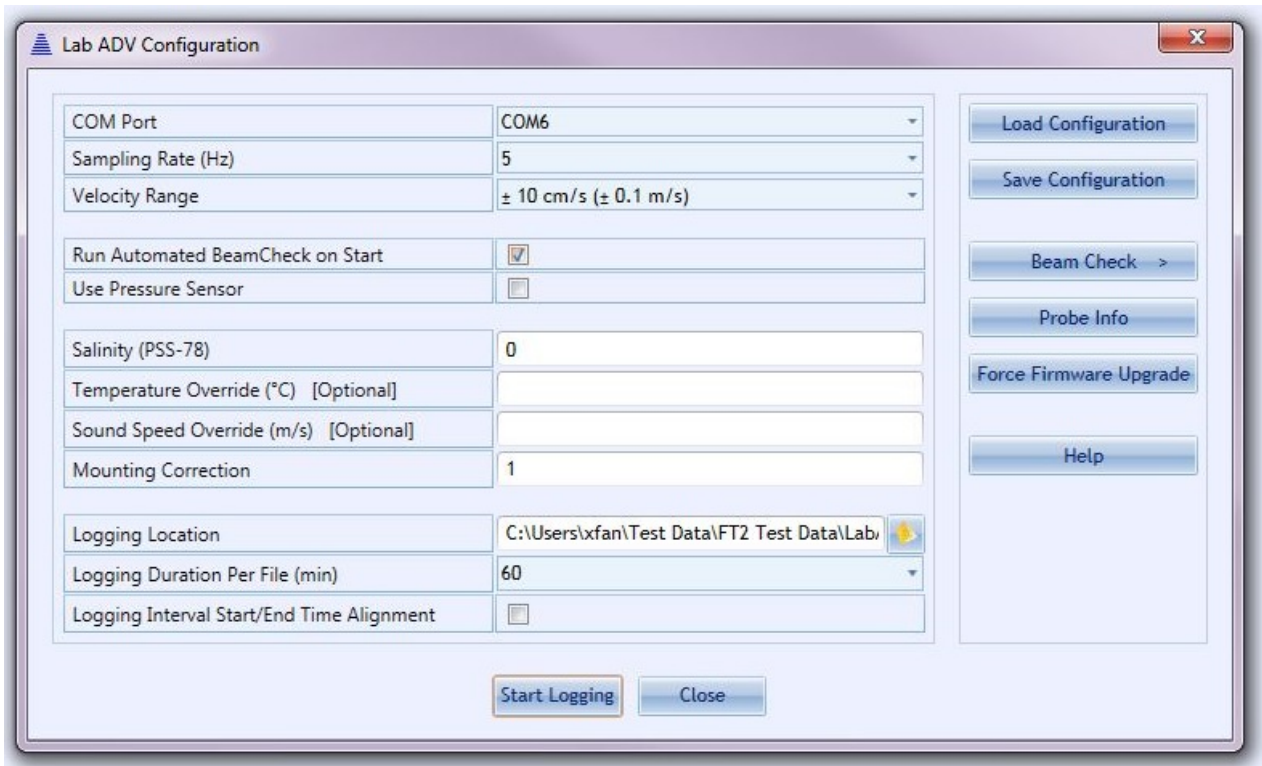 Lab ADV Configuration
COM Port COM6
Sampling Rate (Hz) 5
Velocity Range ± 10 cm/s (± 0.1 m/s)
Run Automated BeamCheck on Start
Use Pressure Sensor
Salinity (PSS-78) 0
Temperature Override (°C) [Optional]
Sound Speed Override (m/s) [Optional]
Mounting Correction 1
Logging Location C:\Users\xfan\Test Data\FT2 Test Data\Lab
Logging Duration Per File (min) 60
Logging Interval Start/End Time Alignment
Start Logging Close
Load Configuration
Save Configuration
Beam Check >
Probe Info
Force Firmware Upgrade
Help